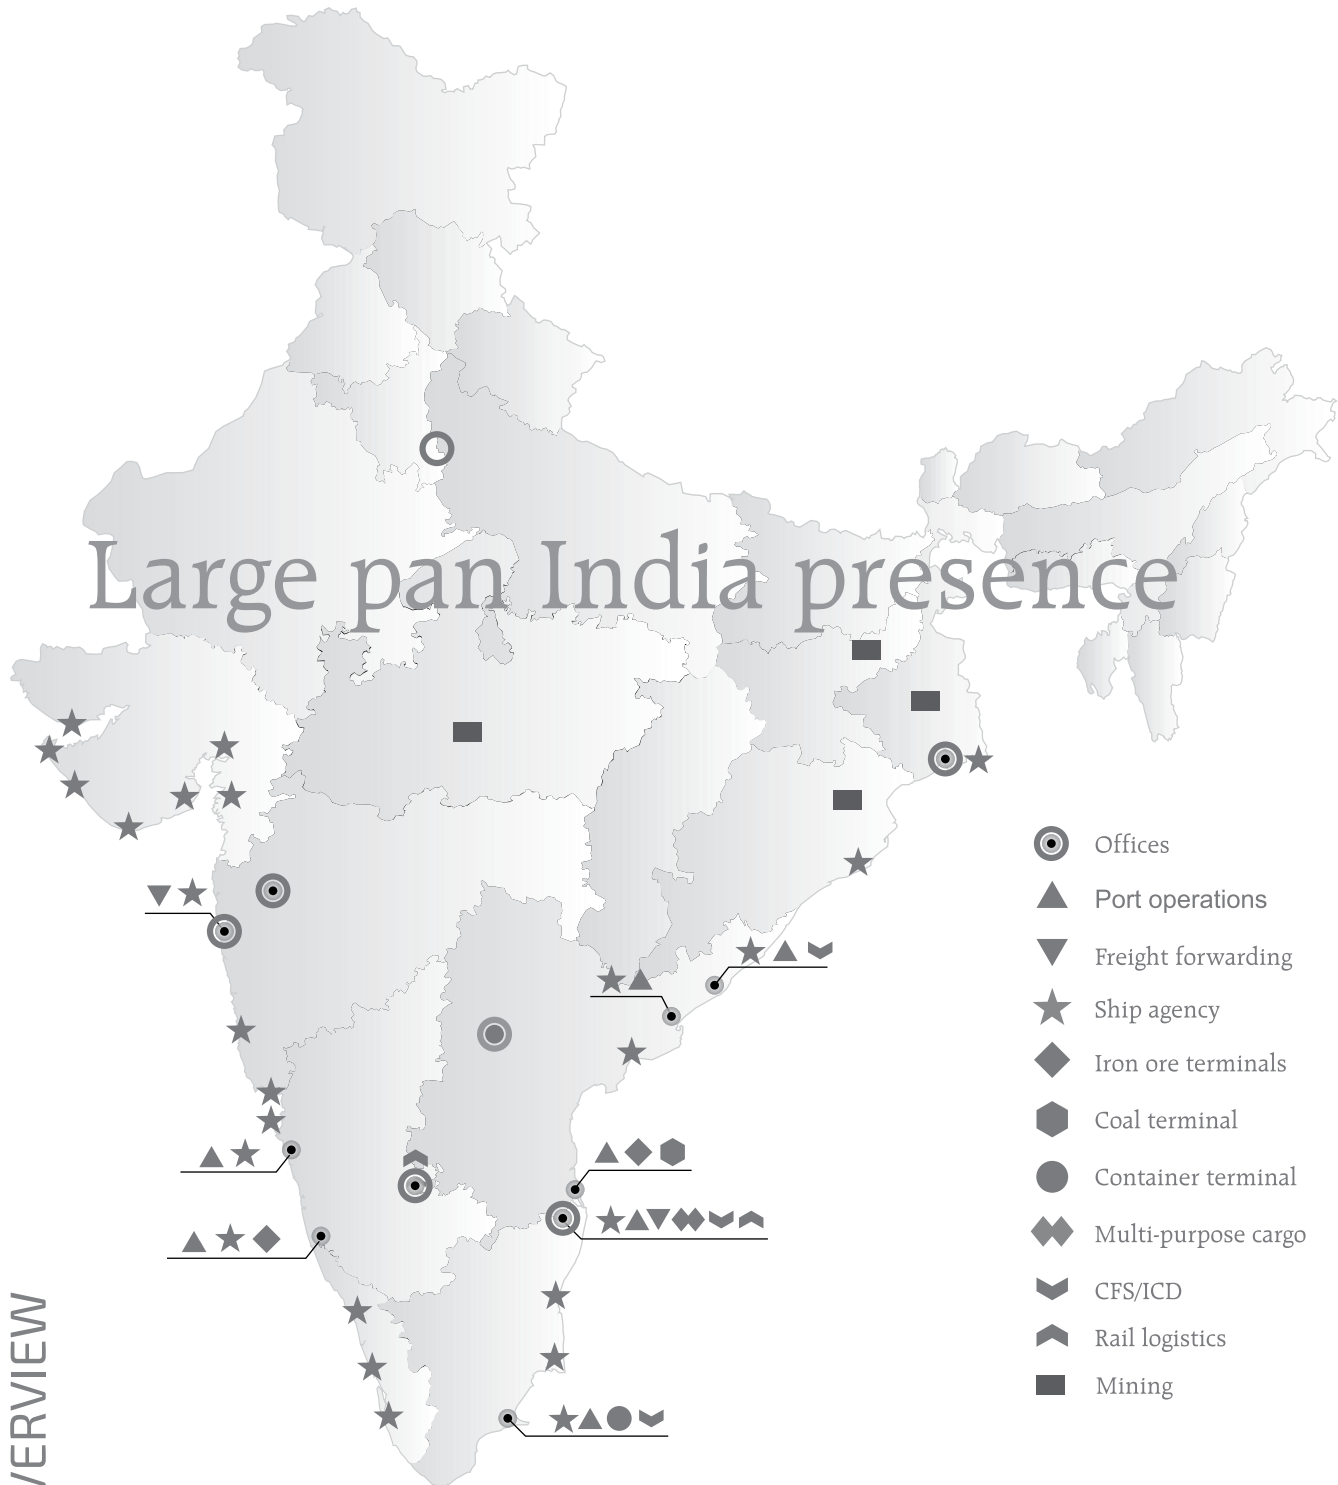 Large pan India presence
Offices
Port operations
Freight forwarding
Ship agency
Iron ore terminals
Coal terminal
Container terminal
Multi-purpose cargo
CFS/ICD
Rail logistics
Mining